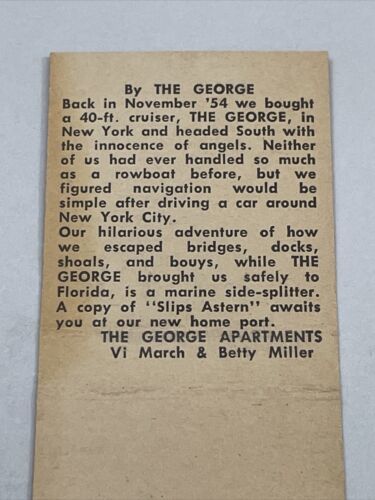 By THE GEORGE
Back in November '54 we bought
a 40-ft. cruiser, THE GEORGE, in
New York and headed South with
the innocence of angels. Neither
of us had ever handled so much
as a rowboat before, but we
figured navigation would be
simple after driving a car around
New York City.
Our hilarious adventure of how
we escaped bridges, docks,
shoals, and bouys, while THE
GEORGE brought us safely to
Florida, is a marine side-splitter.
A copy of "Slips Astern" awaits
you at our new home port.
THE GEORGE APARTMENTS
Vi March & Betty Miller